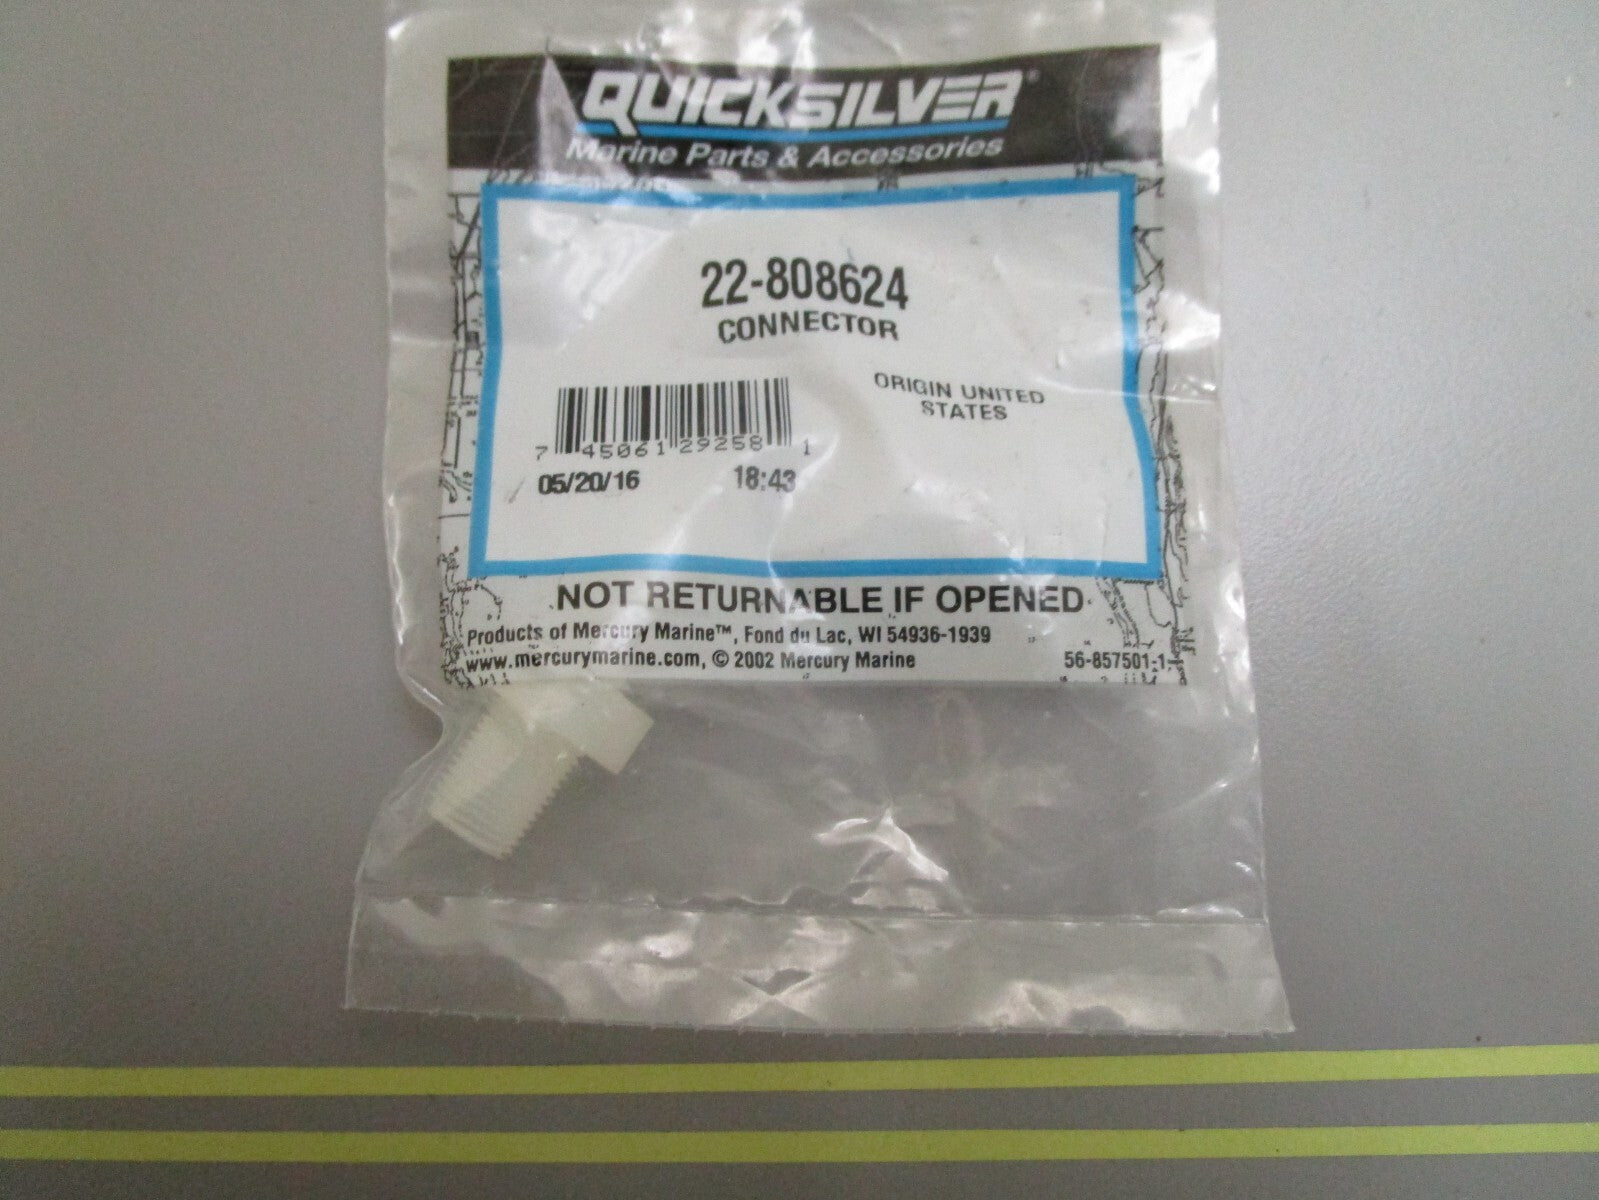 QUICKSILVER®
Marine Parts & Accessories
22-808624
CONNECTOR
ORIGIN UNITED
STATES
7 45061 29258 1
05/20/16 18:43
NOT RETURNABLE IF OPENED
Products of Mercury Marine™, Fond du Lac, WI 54936-1939
www.mercurymarine.com, © 2002 Mercury Marine 56-857501-1